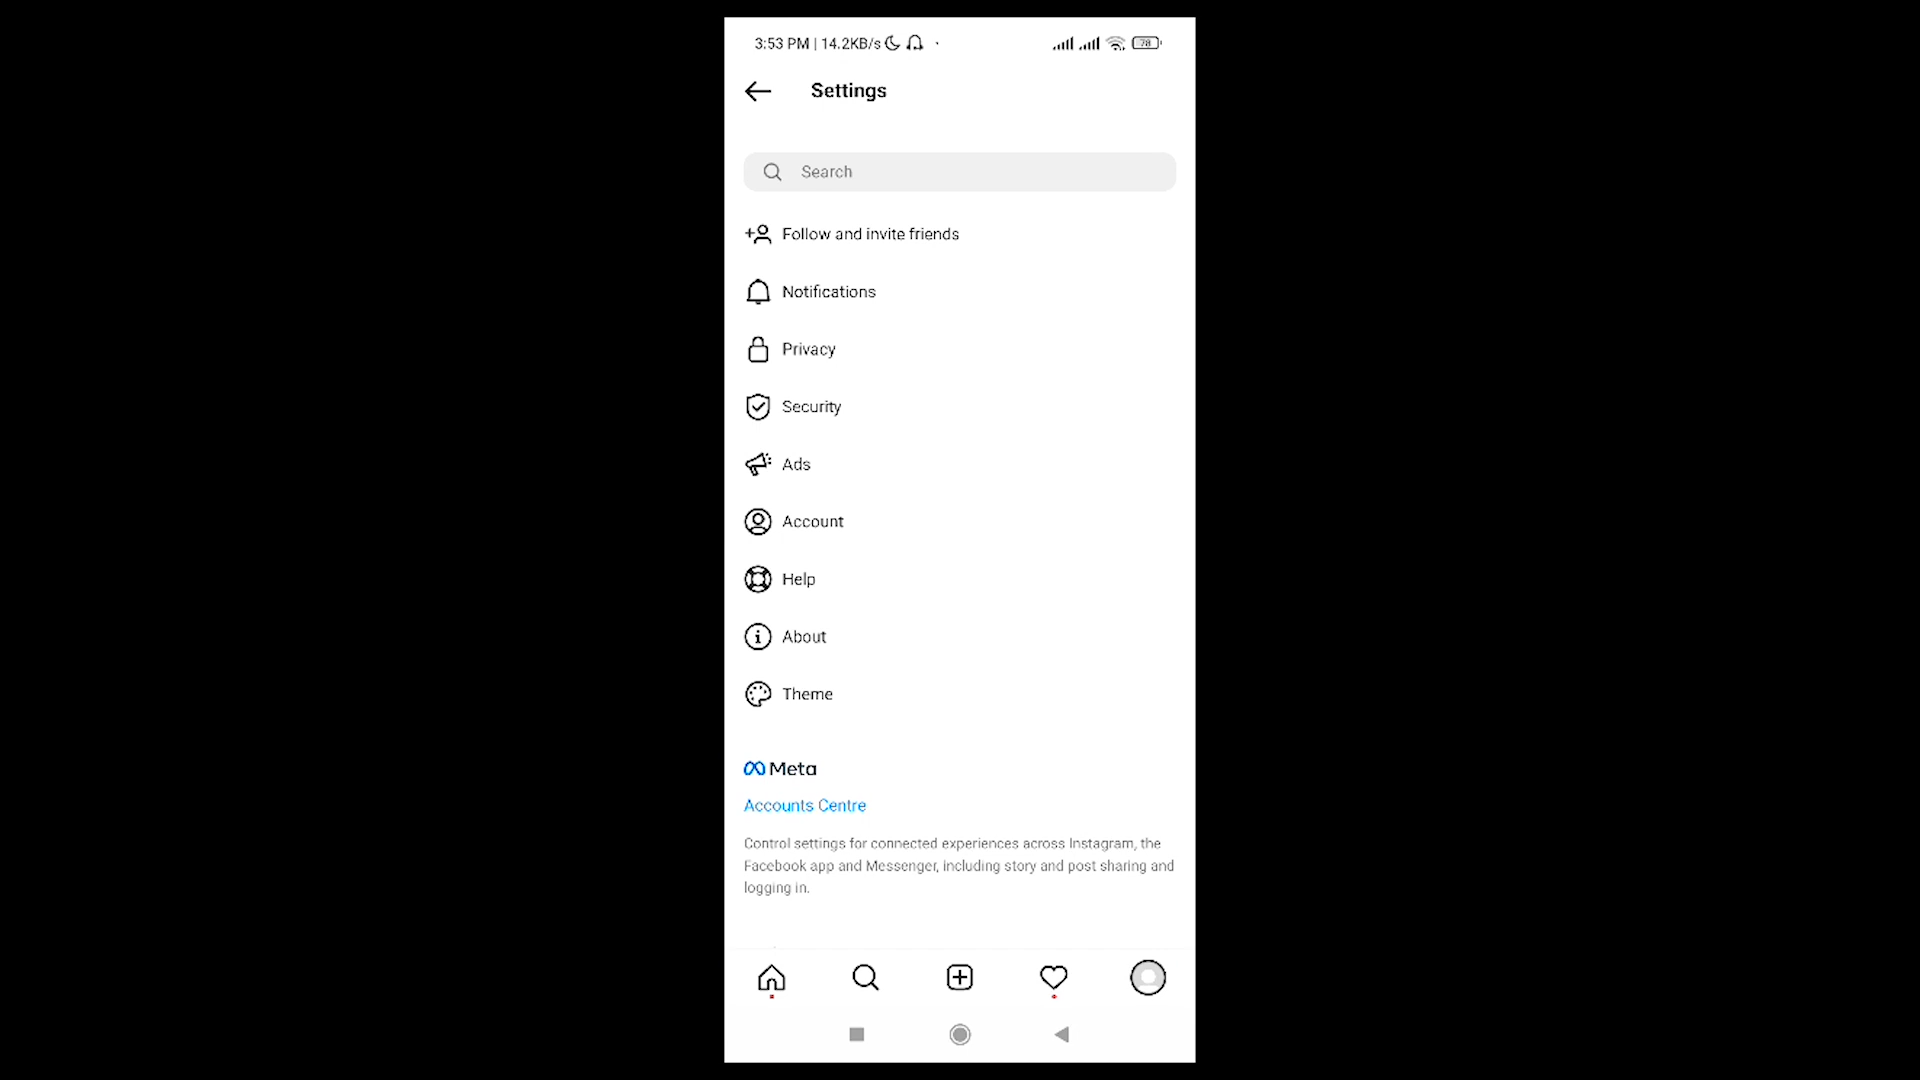 3:53 PM | 14.2KB/s
78
Settings
Search
Follow and invite friends
Notifications
Privacy
Security
Ads
Account
Help
About
Theme
Meta
Accounts Centre
Control settings for connected experiences across Instagram, the
Facebook app and Messenger, including story and post sharing and
logging in.